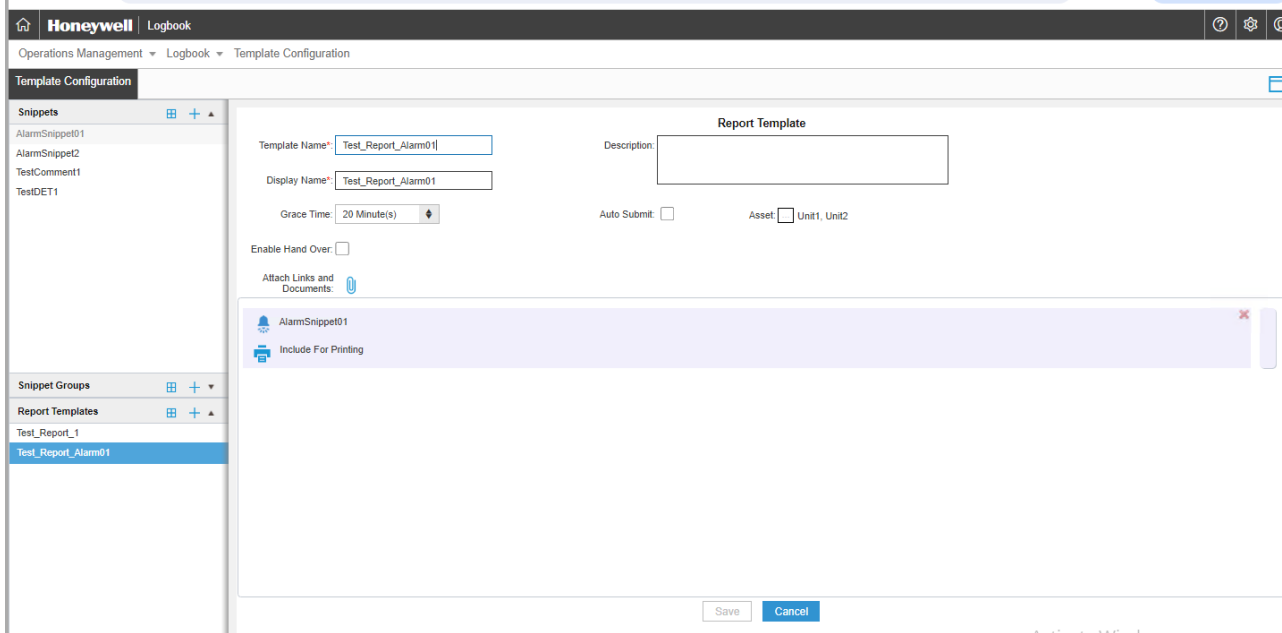 Honeywell Logbook
Operations Management Logbook Template Configuration
Template Configuration
Snippets
AlarmSnippet01
AlarmSnippet2
TestComment1
TestDET1
Snippet Groups
Report Templates
Test_Report_1
Test_Report_Alarm01
Report Template
Template Name*: Test_Report_Alarm01
Description:
Display Name*: Test_Report_Alarm01
Grace Time: 20 Minute(s)
Auto Submit:
Asset: ... Unit1, Unit2
Enable Hand Over:
Attach Links and
Documents:
AlarmSnippet01
Include For Printing
Save Cancel